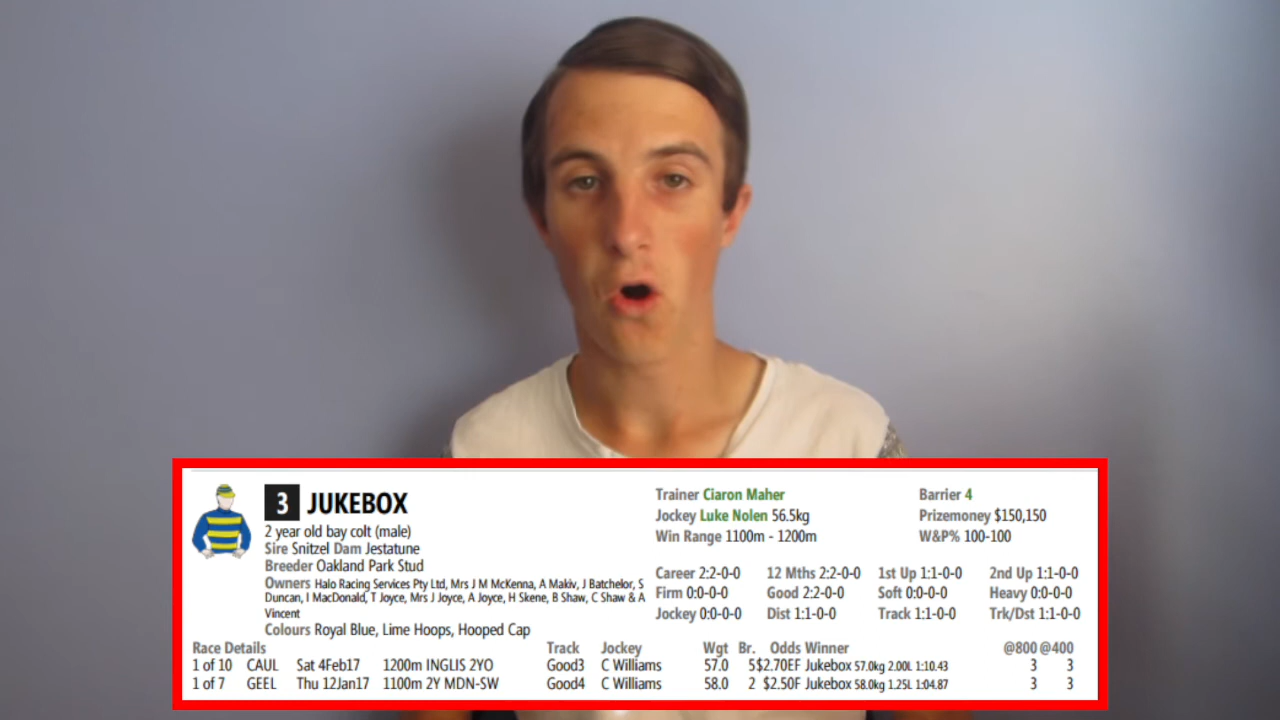 3 JUKEBOX
2 year old bay colt (male)
Sire Snitzel Dam Jestatune
Breeder Oakland Park Stud
Owners Halo Racing Services Pty Ltd, Mrs J M McKenna, A Makiv, J Batchelor, S
Duncan, I MacDonald, T Joyce, Mrs J Joyce, A Joyce, H Skene, B Shaw, C Shaw & A
Vincent
Colours Royal Blue, Lime Hoops, Hooped Cap
Trainer Ciaron Maher
Jockey Luke Nolen 56.5kg
Win Range 1100m - 1200m
Barrier 4
Prizemoney $150,150
W&P% 100-100
Career 2:2-0-0 12 Mths 2:2-0-0 1st Up 1:1-0-0 2nd Up 1:1-0-0
Firm 0:0-0-0 Good 2:2-0-0 Soft 0:0-0-0 Heavy 0:0-0-0
Jockey 0:0-0-0 Dist 1:1-0-0 Track 1:1-0-0 Trk/Dst 1:1-0-0
Race Details Track Jockey Wgt Br. Odds Winner @800 @400
1 of 10 CAUL Sat 4Feb17 1200m INGLIS 2YO Good3 C Williams 57.0 5 $2.70EF Jukebox 57.0kg 2.00L 1:10.43 3 3
1 of 7 GEEL Thu 12Jan17 1100m 2Y MDN-SW Good4 C Williams 58.0 2 $2.50F Jukebox 58.0kg 1.25L 1:04.87 3 3